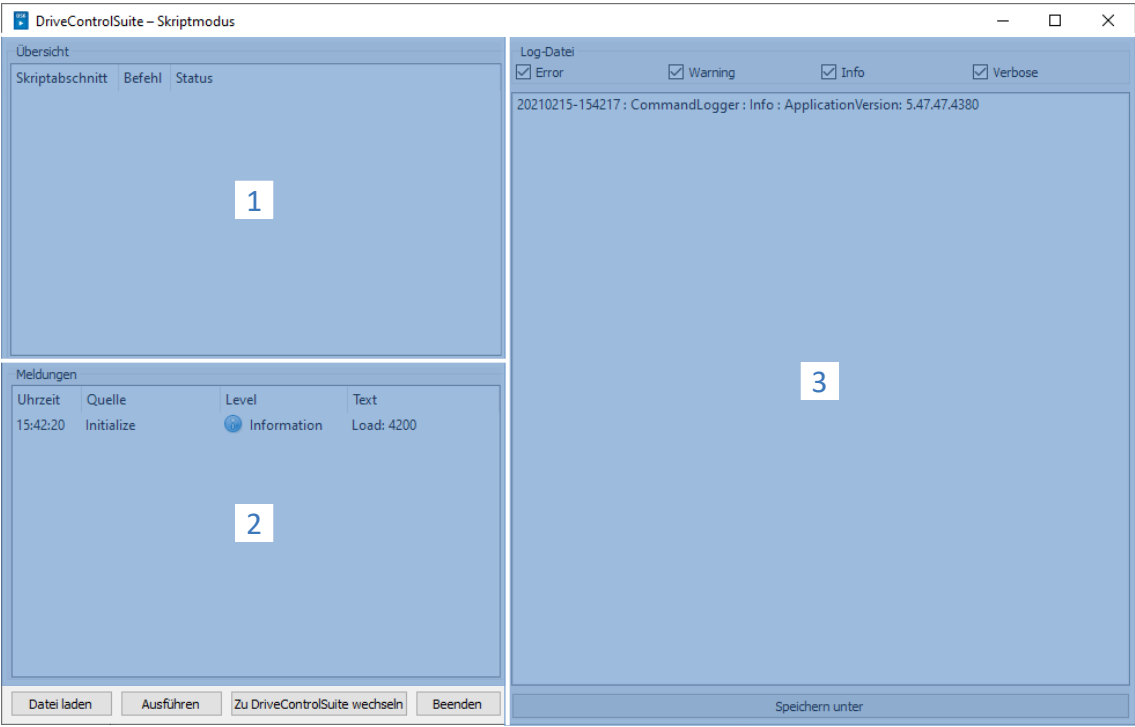 DriveControlSuite – Skriptmodus
Übersicht
Skriptabschnitt Befehl Status
1
Meldungen
Uhrzeit Quelle Level Text
15:42:20 Initialize Information Load: 4200
2
Datei laden Ausführen Zu DriveControlSuite wechseln Beenden
Log-Datei
Error Warning Info Verbose
20210215-154217 : CommandLogger : Info : ApplicationVersion: 5.47.47.4380
3
Speichern unter